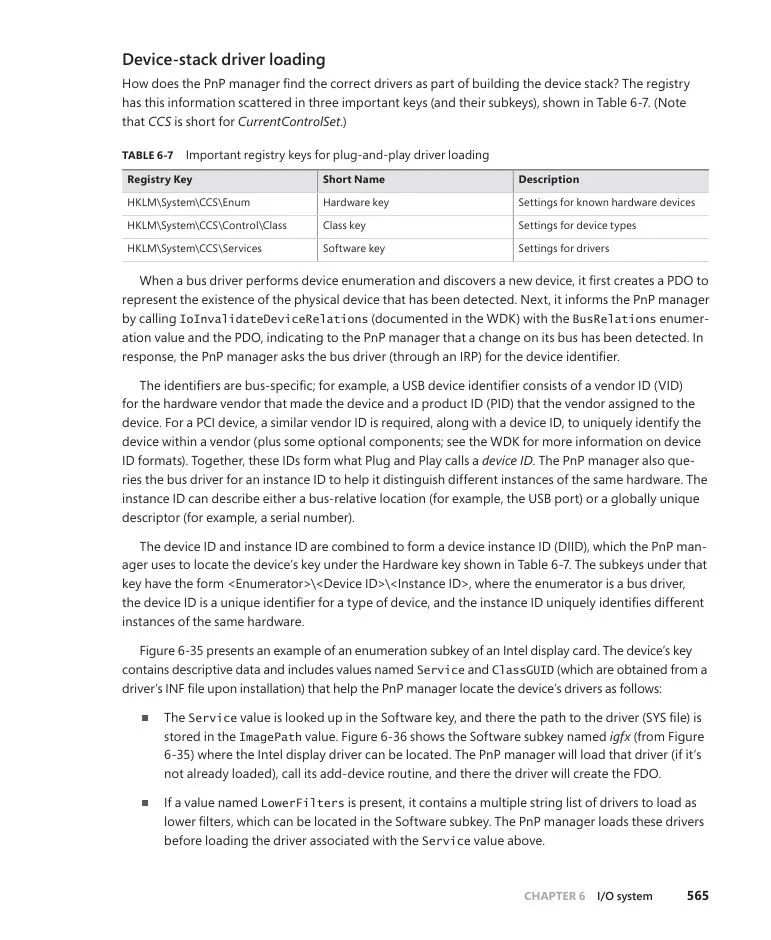 Device-stack driver loading
How does the PnP manager find the correct drivers as part of building the device stack? The registry
has this information scattered in three important keys (and their subkeys), shown in Table 6-7. (Note
that CCS is short for CurrentControlSet.)
TABLE 6-7 Important registry keys for plug-and-play driver loading
Registry Key Short Name Description
HKLM\System\CCS\Enum Hardware key Settings for known hardware devices
HKLM\System\CCS\Control\Class Class key Settings for device types
HKLM\System\CCS\Services Software key Settings for drivers
When a bus driver performs device enumeration and discovers a new device, it first creates a PDO to
represent the existence of the physical device that has been detected. Next, it informs the PnP manager
by calling IoInvalidateDeviceRelations (documented in the WDK) with the BusRelations enumer-
ation value and the PDO, indicating to the PnP manager that a change on its bus has been detected. In
response, the PnP manager asks the bus driver (through an IRP) for the device identifier.
The identifiers are bus-specific; for example, a USB device identifier consists of a vendor ID (VID)
for the hardware vendor that made the device and a product ID (PID) that the vendor assigned to the
device. For a PCI device, a similar vendor ID is required, along with a device ID, to uniquely identify the
device within a vendor (plus some optional components; see the WDK for more information on device
ID formats). Together, these IDs form what Plug and Play calls a device ID. The PnP manager also que-
ries the bus driver for an instance ID to help it distinguish different instances of the same hardware. The
instance ID can describe either a bus-relative location (for example, the USB port) or a globally unique
descriptor (for example, a serial number).
The device ID and instance ID are combined to form a device instance ID (DIID), which the PnP man-
ager uses to locate the device's key under the Hardware key shown in Table 6-7. The subkeys under that
key have the form <Enumerator>\<Device ID>\<Instance ID>, where the enumerator is a bus driver,
the device ID is a unique identifier for a type of device, and the instance ID uniquely identifies different
instances of the same hardware.
Figure 6-35 presents an example of an enumeration subkey of an Intel display card. The device's key
contains descriptive data and includes values named Service and ClassGUID (which are obtained from a
driver's INF file upon installation) that help the PnP manager locate the device's drivers as follows:
■ The Service value is looked up in the Software key, and there the path to the driver (SYS file) is
stored in the ImagePath value. Figure 6-36 shows the Software subkey named igfx (from Figure
6-35) where the Intel display driver can be located. The PnP manager will load that driver (if it's
not already loaded), call its add-device routine, and there the driver will create the FDO.
■ If a value named LowerFilters is present, it contains a multiple string list of drivers to load as
lower filters, which can be located in the Software subkey. The PnP manager loads these drivers
before loading the driver associated with the Service value above.
CHAPTER 6 I/O system 565